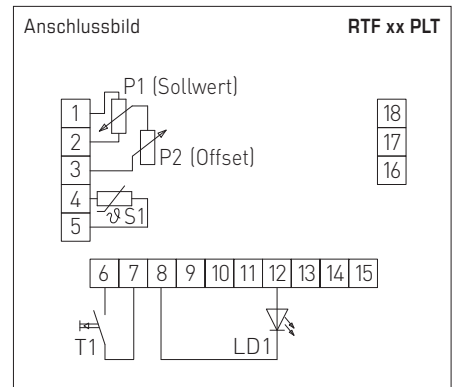 Anschlussbild RTF xx PLT
P1 (Sollwert)
1
2
3
4
5
P2 (Offset)
ϑ S1
18
17
16
6 7 8 9 10 11 12 13 14 15
T1
LD1